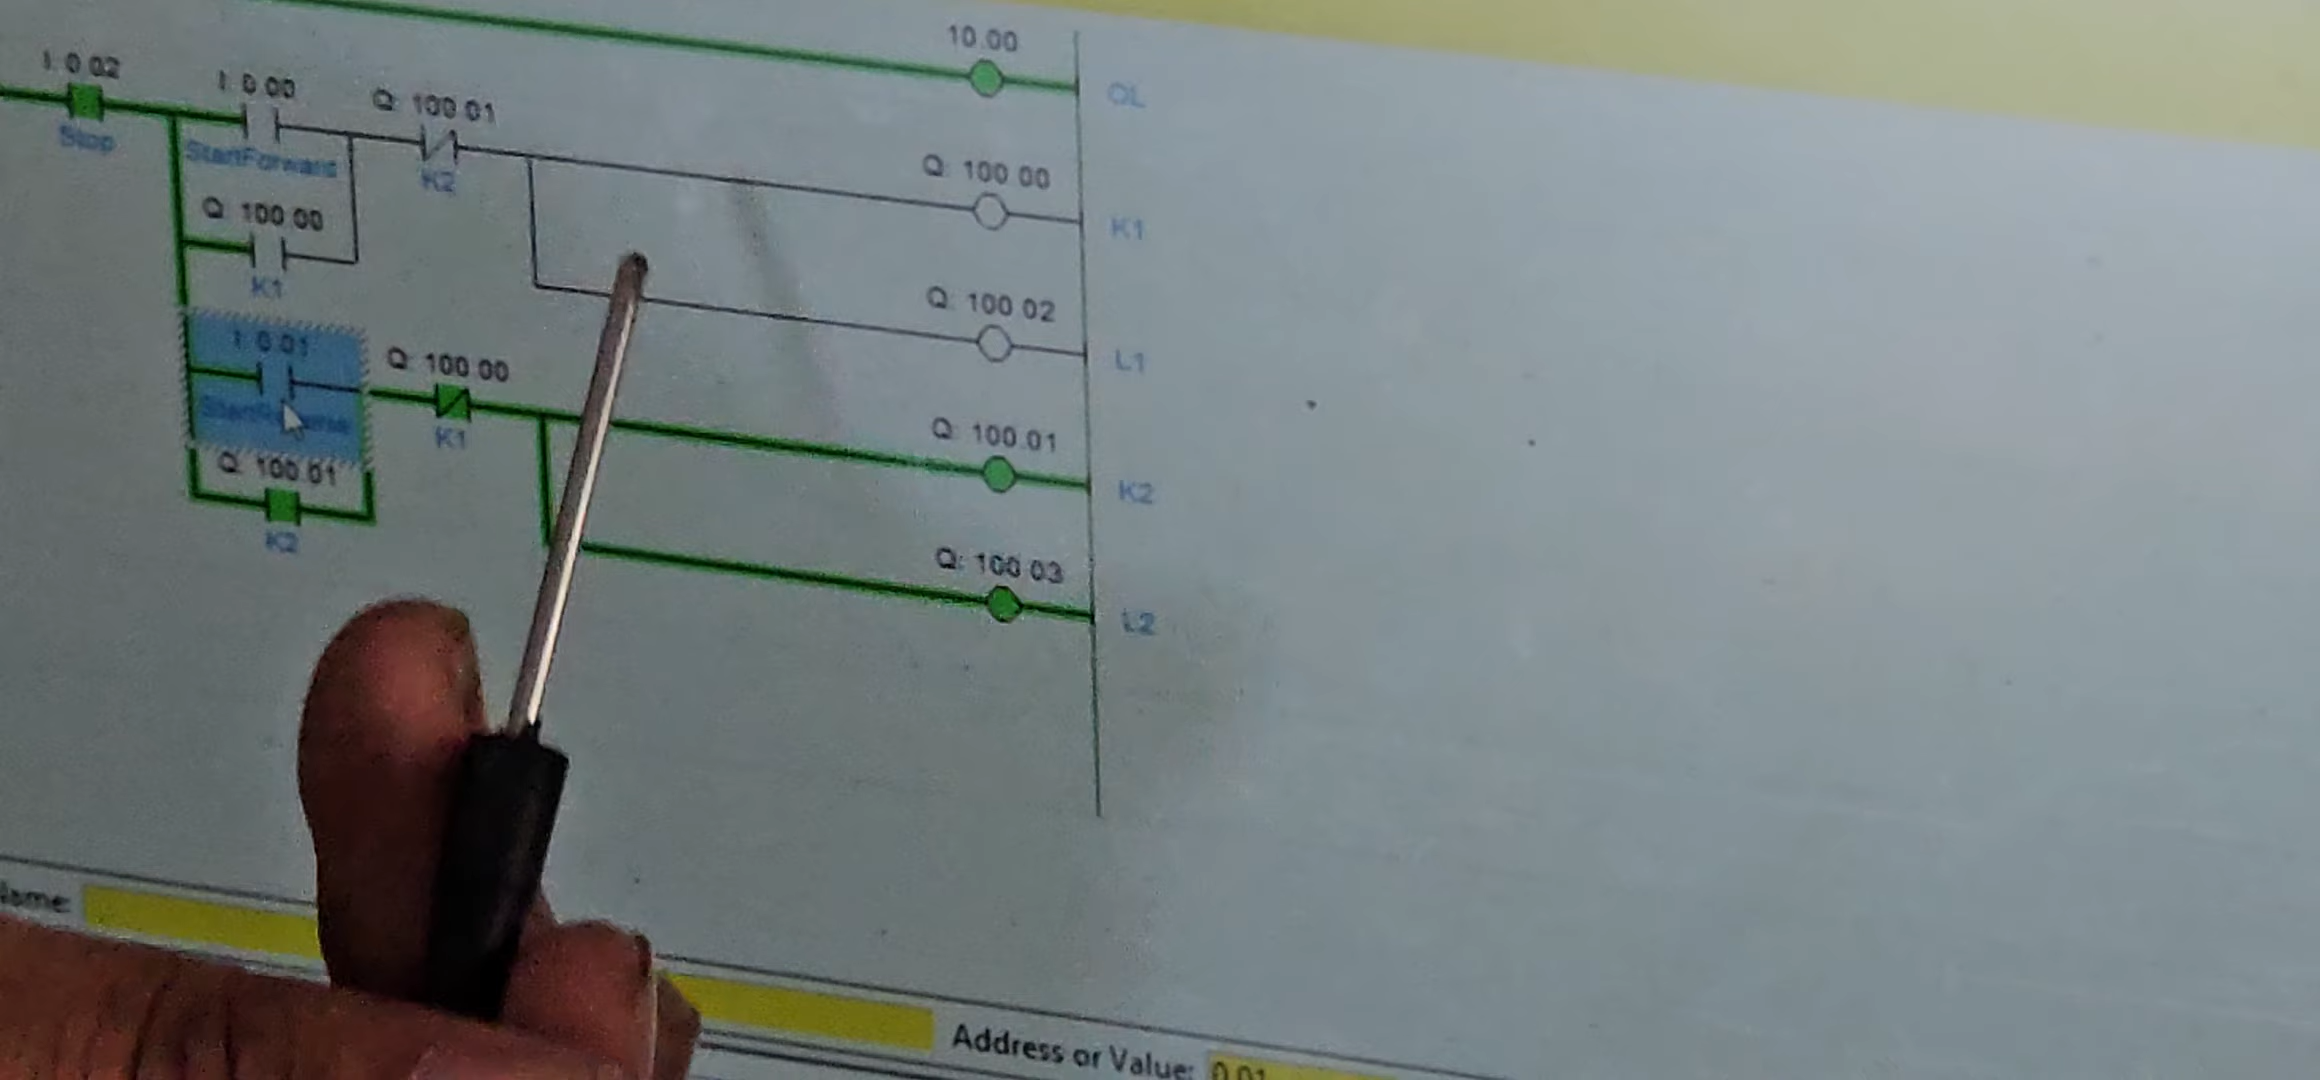 10.00
OL
I: 0.02
Stop
I: 0.00
StartForward
Q: 100.01
K2
Q: 100.00
K1
Q: 100.00
K1
Q: 100.02
L1
I: 0.01
Q: 100.00
K1
Q: 100.01
K2
Q: 100.01
K2
Q: 100.03
L2
Address or Value: 0.01